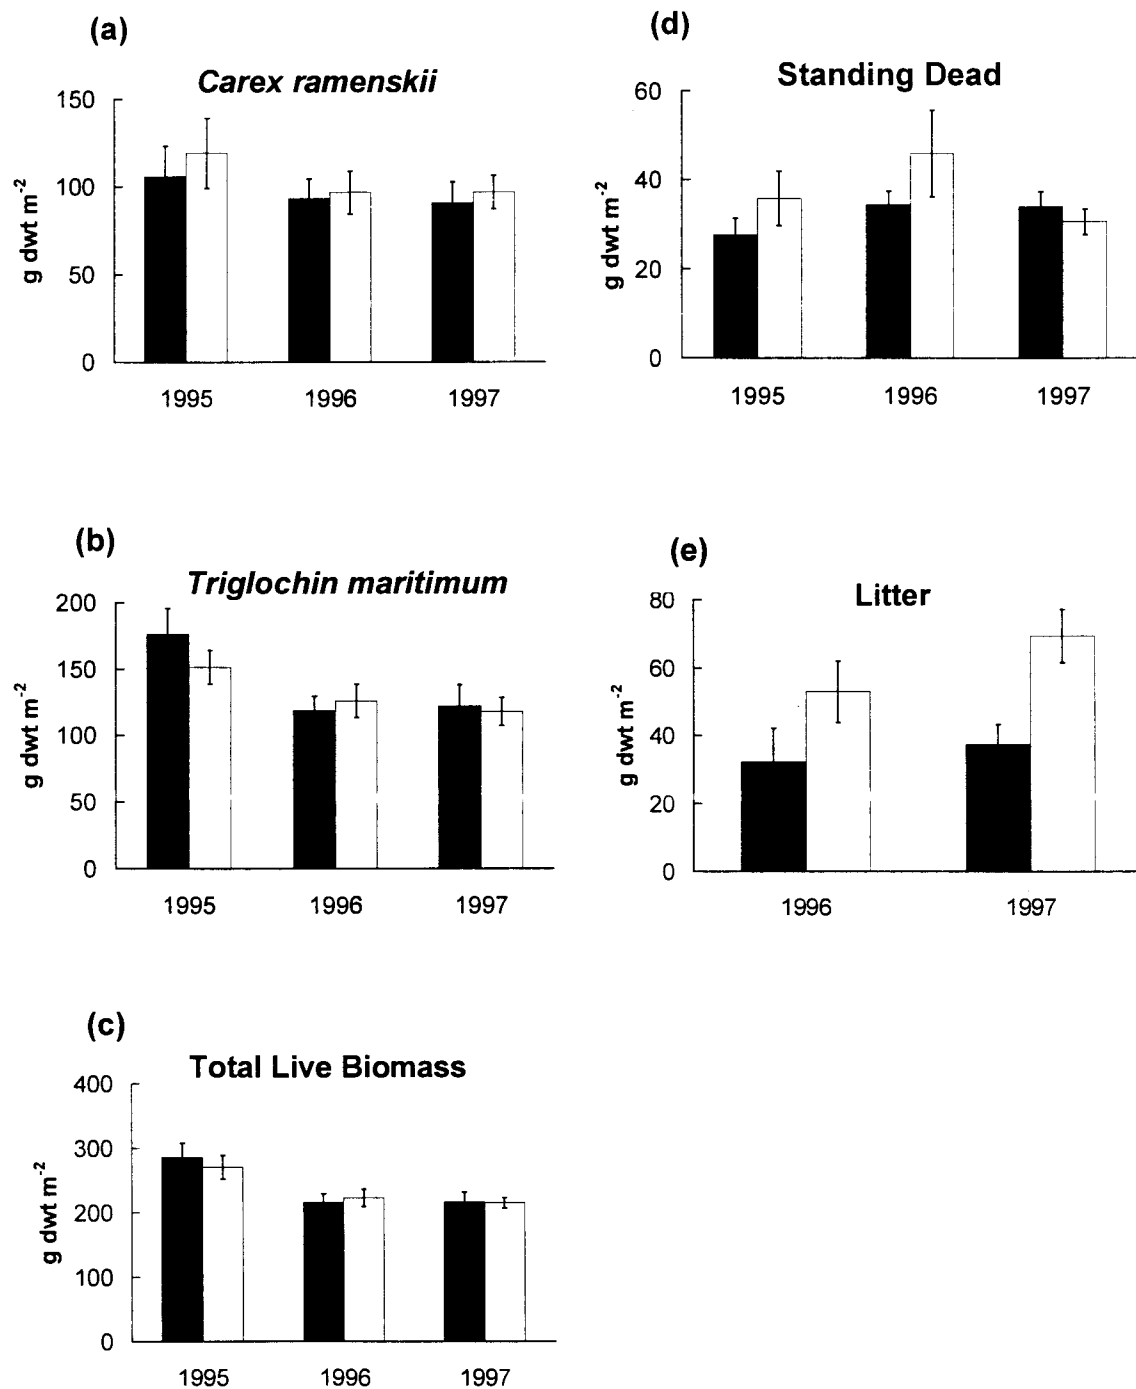 (a)
Carex ramenskii
150
100
50
0
g dwt m-2
1995 1996 1997
(b)
Triglochin maritimum
200
150
100
50
0
g dwt m-2
1995 1996 1997
(c)
Total Live Biomass
400
300
200
100
0
g dwt m-2
1995 1996 1997
(d)
Standing Dead
60
40
20
0
g dwt m-2
1995 1996 1997
(e)
Litter
80
60
40
20
0
g dwt m-2
1996 1997